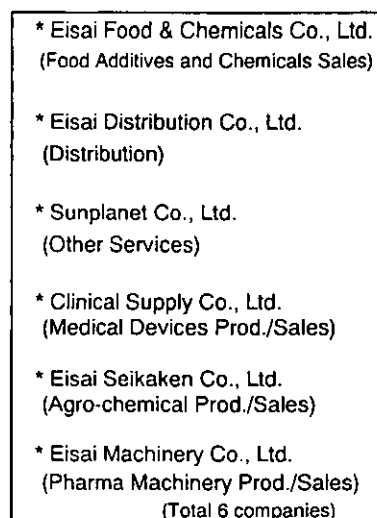 * Eisai Food & Chemicals Co., Ltd.
(Food Additives and Chemicals Sales)
* Eisai Distribution Co., Ltd.
(Distribution)
* Sunplanet Co., Ltd.
(Other Services)
* Clinical Supply Co., Ltd.
(Medical Devices Prod./Sales)
* Eisai Seikaken Co., Ltd.
(Agro-chemical Prod./Sales)
* Eisai Machinery Co., Ltd.
(Pharma Machinery Prod./Sales)
(Total 6 companies)